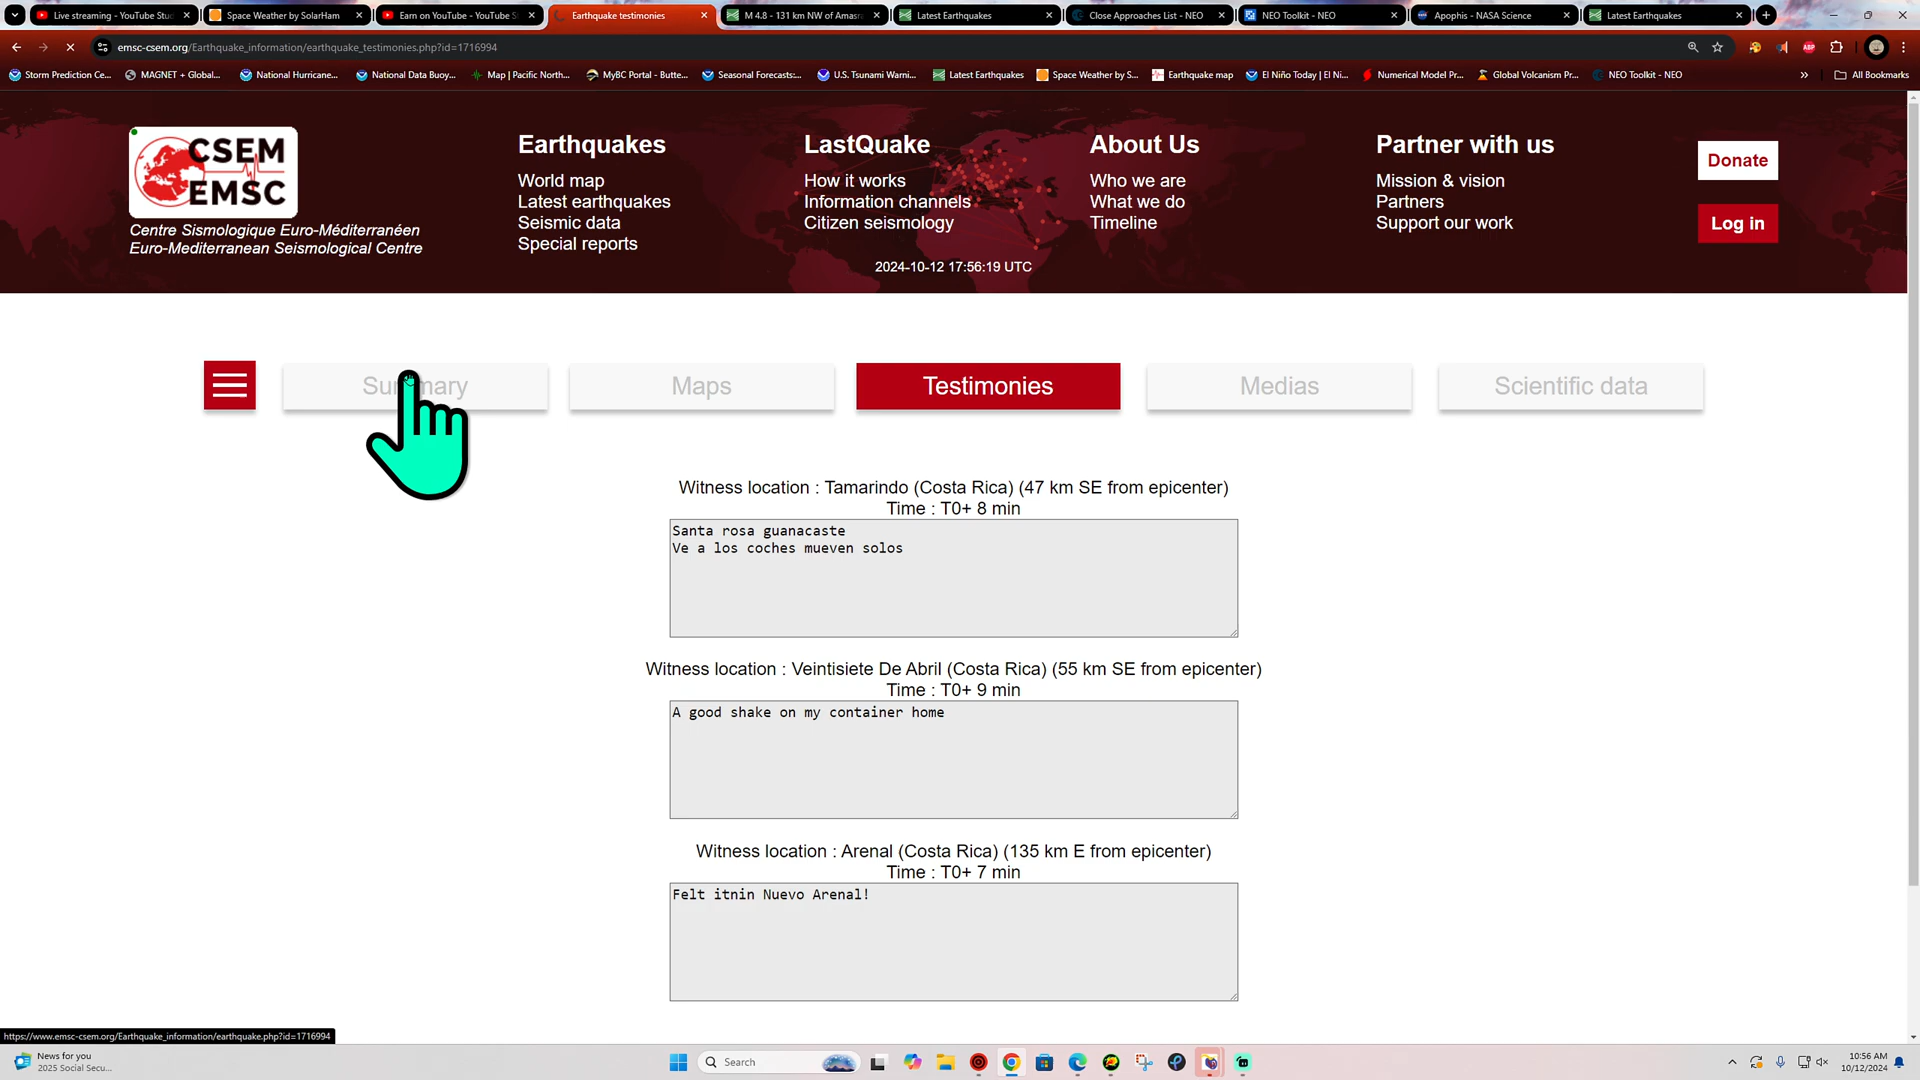 Live streaming - YouTube Stud
Space Weather by SolarHam
Earn on YouTube - YouTube S
Earthquake testimonies
M 4.8 - 131 km NW of Amasra
Latest Earthquakes
Close Approaches List - NEO
NEO Toolkit - NEO
Apophis - NASA Science
Latest Earthquakes
emsc-csem.org/Earthquake_information/earthquake_testimonies.php?id=1716994
Storm Prediction Ce...
MAGNET + Global...
National Hurricane...
National Data Buoy...
Map | Pacific North...
MyBC Portal - Butte...
Seasonal Forecasts:...
U.S. Tsunami Warni...
Latest Earthquakes
Space Weather by S...
Earthquake map
El Niño Today | El Ni...
Numerical Model Pr...
Global Volcanism Pr...
NEO Toolkit - NEO
All Bookmarks
CSEM
EMSC
Centre Sismologique Euro-Méditerranéen
Euro-Mediterranean Seismological Centre
Earthquakes
World map
Latest earthquakes
Seismic data
Special reports
LastQuake
How it works
Information channels
Citizen seismology
About Us
Who we are
What we do
Timeline
Partner with us
Mission & vision
Partners
Support our work
Donate
Log in
2024-10-12 17:56:19 UTC
Summary
Maps
Testimonies
Medias
Scientific data
Witness location : Tamarindo (Costa Rica) (47 km SE from epicenter)
Time : T0+ 8 min
Santa rosa guanacaste
Ve a los coches mueven solos
Witness location : Veintisiete De Abril (Costa Rica) (55 km SE from epicenter)
Time : T0+ 9 min
A good shake on my container home
Witness location : Arenal (Costa Rica) (135 km E from epicenter)
Time : T0+ 7 min
Felt itnin Nuevo Arenal!
https://www.emsc-csem.org/Earthquake_information/earthquake.php?id=1716994
News for you
2025 Social Secu...
Search
10:56 AM
10/12/2024